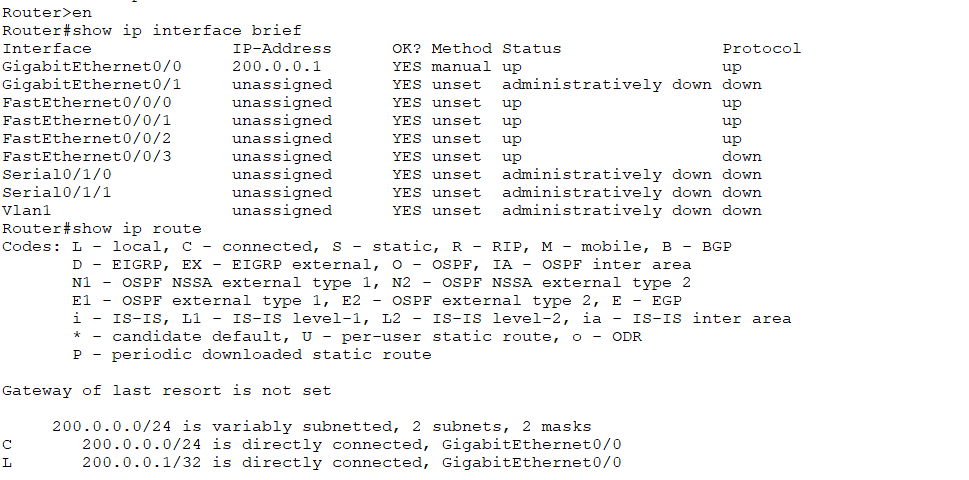 Router>en
Router#show ip interface brief
Interface              IP-Address      OK? Method Status                Protocol
GigabitEthernet0/0     200.0.0.1       YES manual up                    up
GigabitEthernet0/1     unassigned      YES unset  administratively down down
FastEthernet0/0/0      unassigned      YES unset  up                    up
FastEthernet0/0/1      unassigned      YES unset  up                    up
FastEthernet0/0/2      unassigned      YES unset  up                    up
FastEthernet0/0/3      unassigned      YES unset  up                    down
Serial0/1/0            unassigned      YES unset  administratively down down
Serial0/1/1            unassigned      YES unset  administratively down down
Vlan1                  unassigned      YES unset  administratively down down
Router#show ip route
Codes: L - local, C - connected, S - static, R - RIP, M - mobile, B - BGP
       D - EIGRP, EX - EIGRP external, O - OSPF, IA - OSPF inter area
       N1 - OSPF NSSA external type 1, N2 - OSPF NSSA external type 2
       E1 - OSPF external type 1, E2 - OSPF external type 2, E - EGP
       i - IS-IS, L1 - IS-IS level-1, L2 - IS-IS level-2, ia - IS-IS inter area
       * - candidate default, U - per-user static route, o - ODR
       P - periodic downloaded static route

Gateway of last resort is not set

     200.0.0.0/24 is variably subnetted, 2 subnets, 2 masks
C       200.0.0.0/24 is directly connected, GigabitEthernet0/0
L       200.0.0.1/32 is directly connected, GigabitEthernet0/0